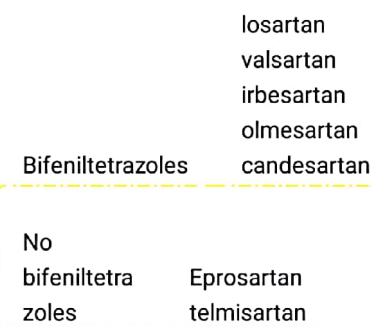 losartan
valsartan
irbesartan
olmesartan
Bifeniltetrazoles candesartan
No
bifeniltetra Eprosartan
zoles telmisartan